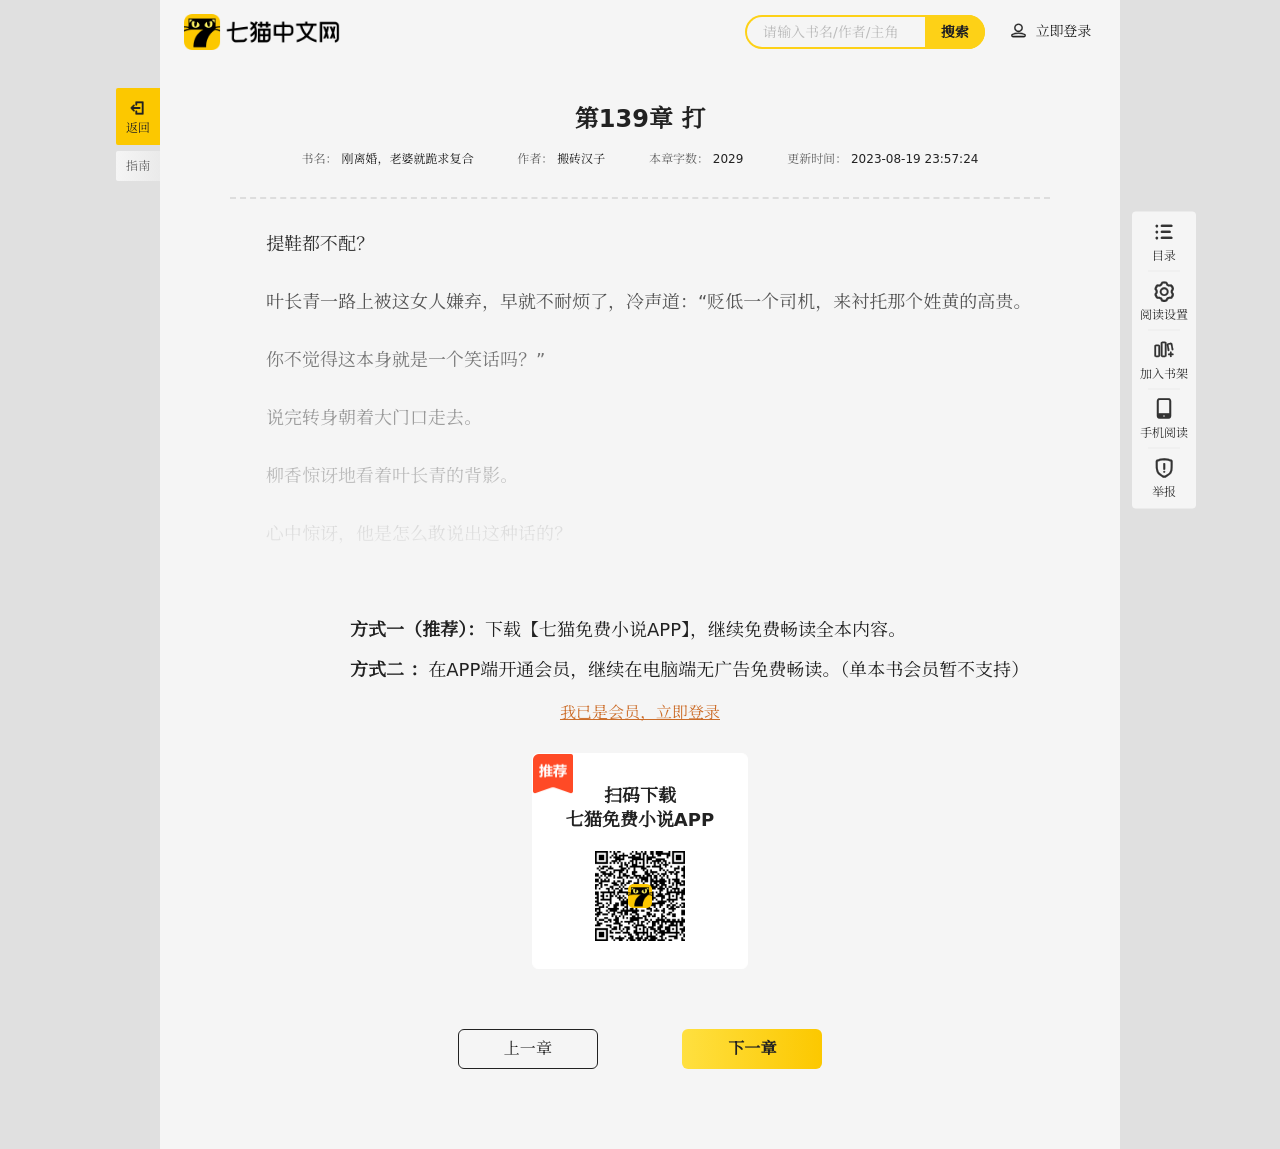 七猫中文网
请输入书名/作者/主角
搜索
立即登录
返回
指南
第139章 打
书名： 刚离婚，老婆就跪求复合 作者： 搬砖汉子 本章字数： 2029 更新时间： 2023-08-19 23:57:24
提鞋都不配？
叶长青一路上被这女人嫌弃，早就不耐烦了，冷声道：“贬低一个司机，来衬托那个姓黄的高贵。
你不觉得这本身就是一个笑话吗？”
说完转身朝着大门口走去。
柳香惊讶地看着叶长青的背影。
心中惊讶，他是怎么敢说出这种话的？
目录
阅读设置
加入书架
手机阅读
举报
方式一（推荐）：下载【七猫免费小说APP】，继续免费畅读全本内容。
方式二 ：在APP端开通会员，继续在电脑端无广告免费畅读。（单本书会员暂不支持）
我已是会员，立即登录
推荐
扫码下载
七猫免费小说APP
上一章
下一章